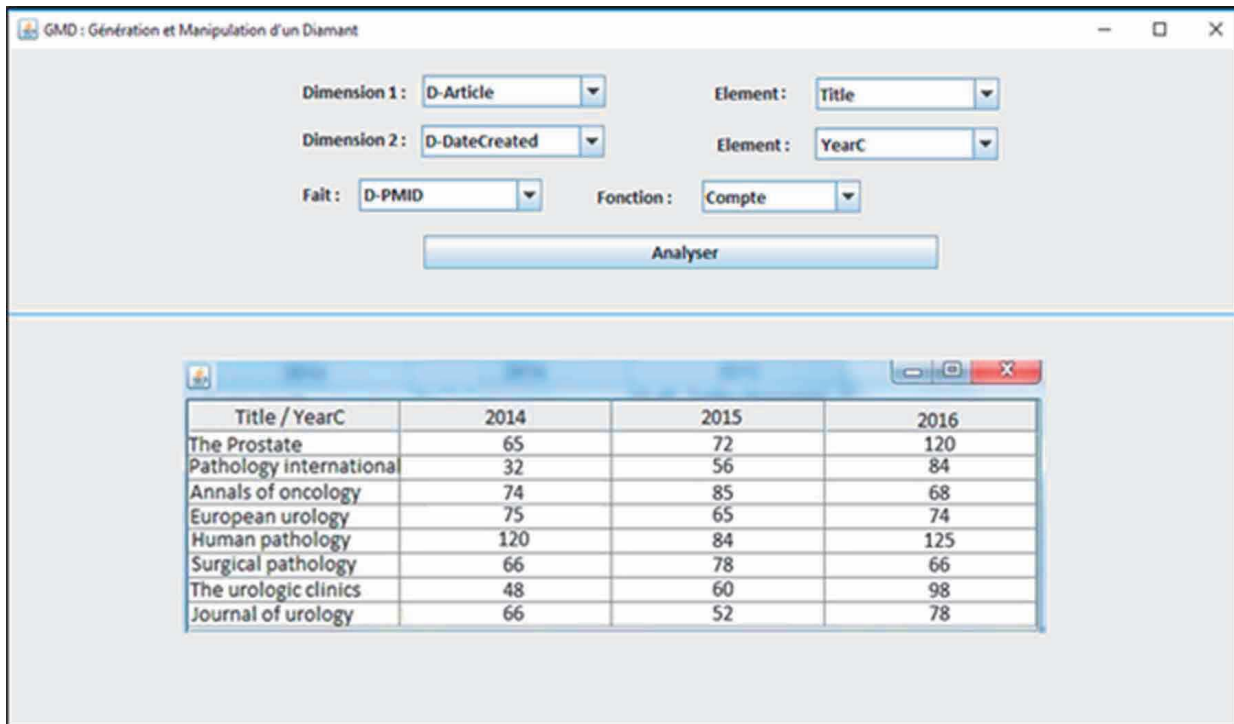 GMD : Génération et Manipulation d'un Diamant
Dimension 1 : D-Article Element : Title
Dimension 2 : D-DateCreated Element : YearC
Fait : D-PMID Fonction : Compte
Analyser
Title / YearC 2014 2015 2016
The Prostate 65 72 120
Pathology international 32 56 84
Annals of oncology 74 85 68
European urology 75 65 74
Human pathology 120 84 125
Surgical pathology 66 78 66
The urologic clinics 48 60 98
Journal of urology 66 52 78